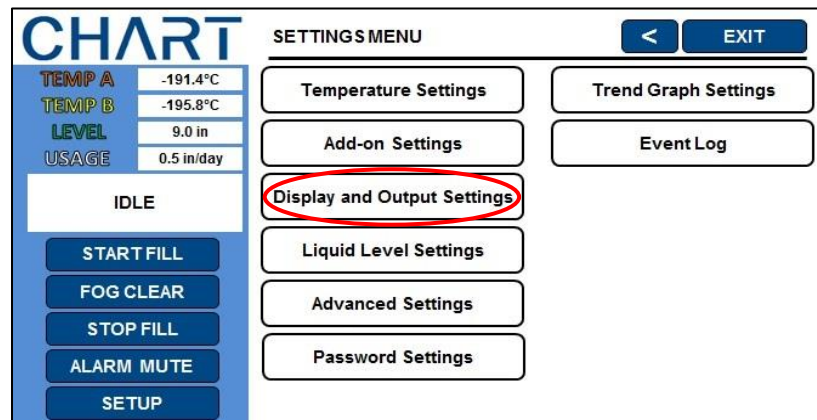 CHART
SETTINGS MENU
<
EXIT
TEMP A
-191.4°C
TEMP B
-195.8°C
LEVEL
9.0 in
USAGE
0.5 in/day
IDLE
START FILL
FOG CLEAR
STOP FILL
ALARM MUTE
SETUP
Temperature Settings
Add-on Settings
Display and Output Settings
Liquid Level Settings
Advanced Settings
Password Settings
Trend Graph Settings
Event Log